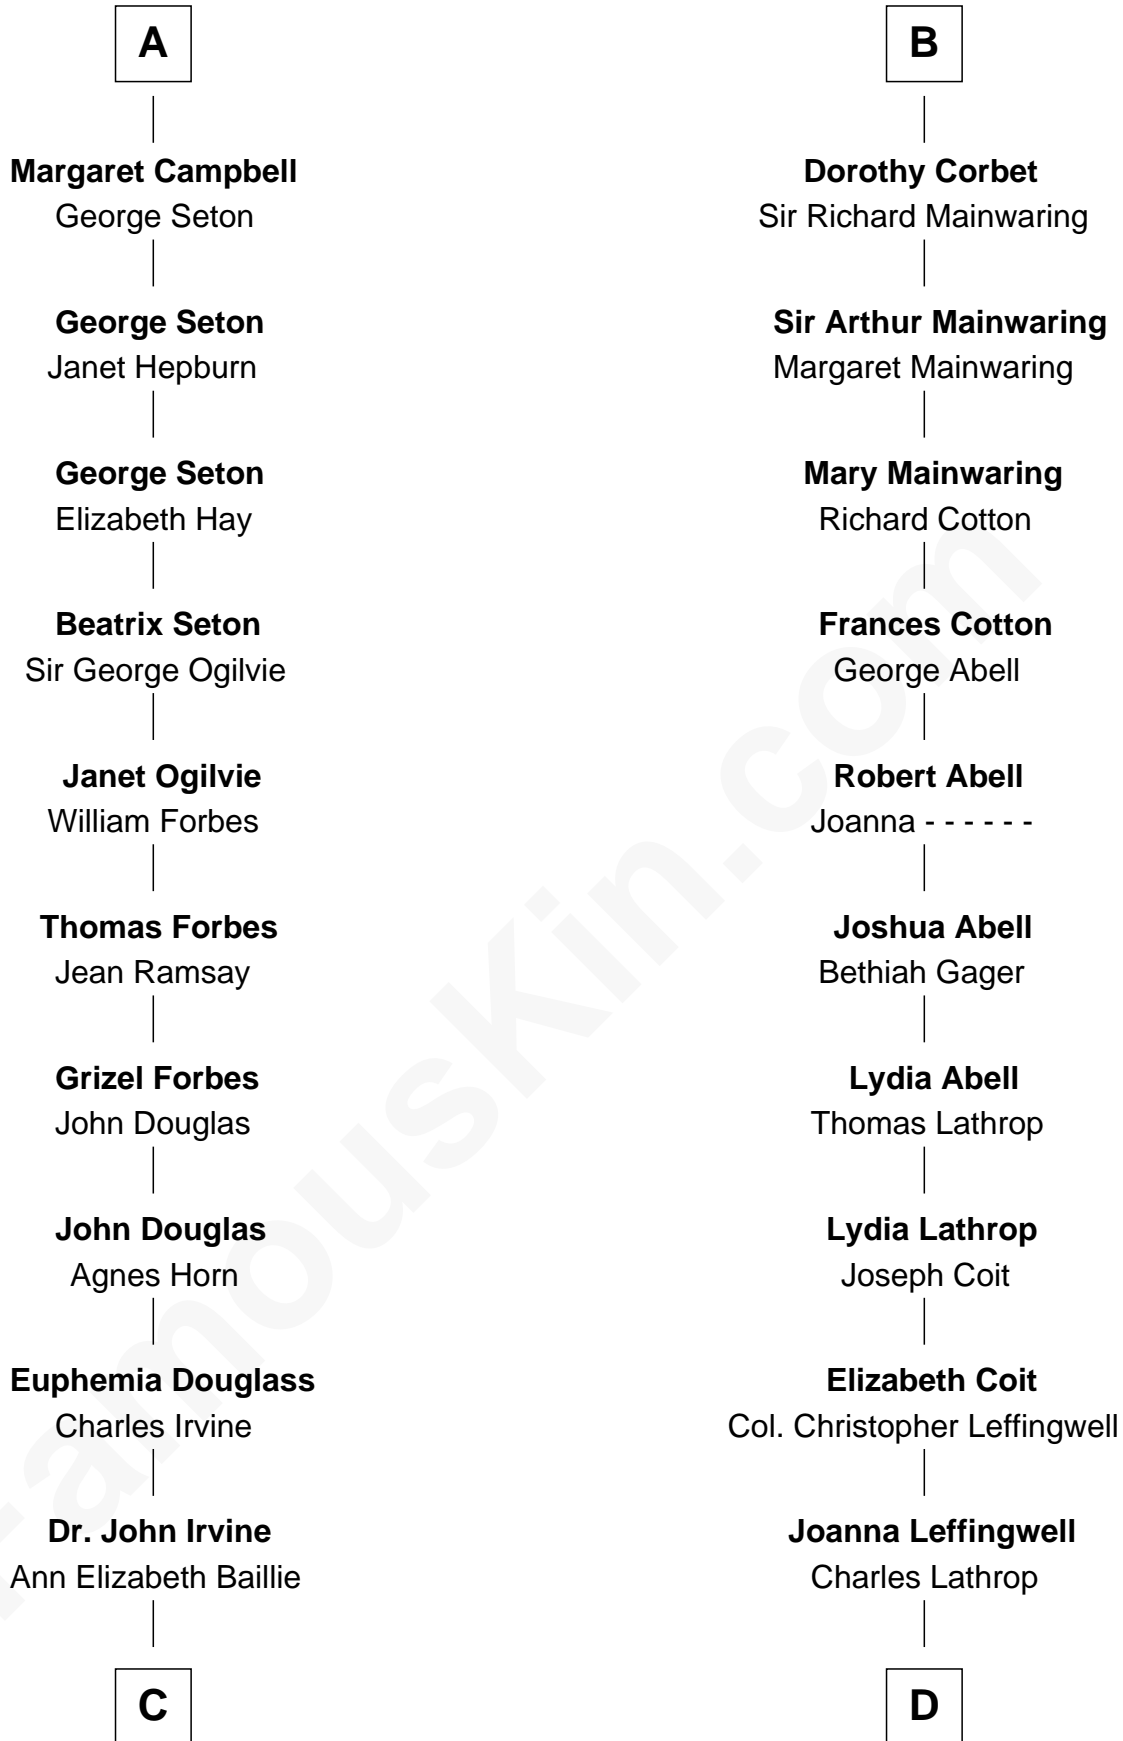 A
Margaret Campbell
George Seton
George Seton
Janet Hepburn
George Seton
Elizabeth Hay
Beatrix Seton
Sir George Ogilvie
Janet Ogilvie
William Forbes
Thomas Forbes
Jean Ramsay
Grizel Forbes
John Douglas
John Douglas
Agnes Horn
Euphemia Douglass
Charles Irvine
Dr. John Irvine
Ann Elizabeth Baillie
C
B
Dorothy Corbet
Sir Richard Mainwaring
Sir Arthur Mainwaring
Margaret Mainwaring
Mary Mainwaring
Richard Cotton
Frances Cotton
George Abell
Robert Abell
Joanna - - - - - -
Joshua Abell
Bethiah Gager
Lydia Abell
Thomas Lathrop
Lydia Lathrop
Joseph Coit
Elizabeth Coit
Col. Christopher Leffingwell
Joanna Leffingwell
Charles Lathrop
D
FamousKin.com